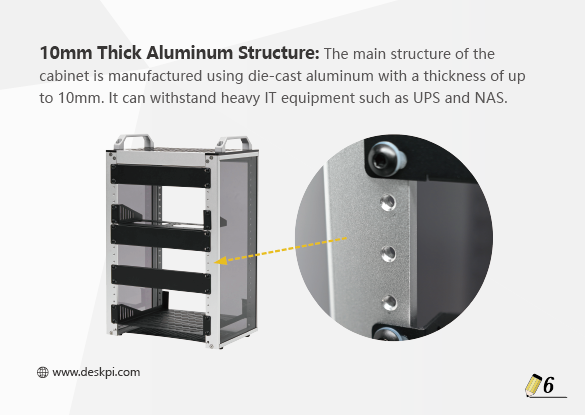 10mm Thick Aluminum Structure: The main structure of the
cabinet is manufactured using die-cast aluminum with a thickness of up
to 10mm. It can withstand heavy IT equipment such as UPS and NAS.
www.deskpi.com
6